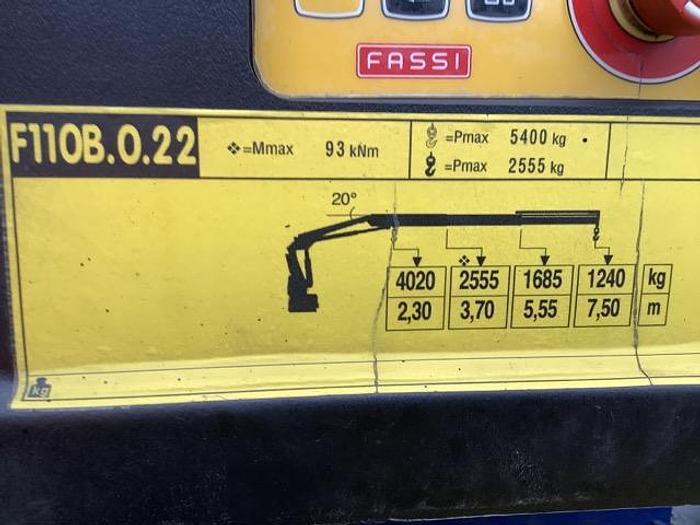 FASSI
F110B.0.22
❖=Mmax 93 kNm
=Pmax 5400 kg
=Pmax 2555 kg
20°
❖
4020 2555 1685 1240 kg
2,30 3,70 5,55 7,50 m
kg